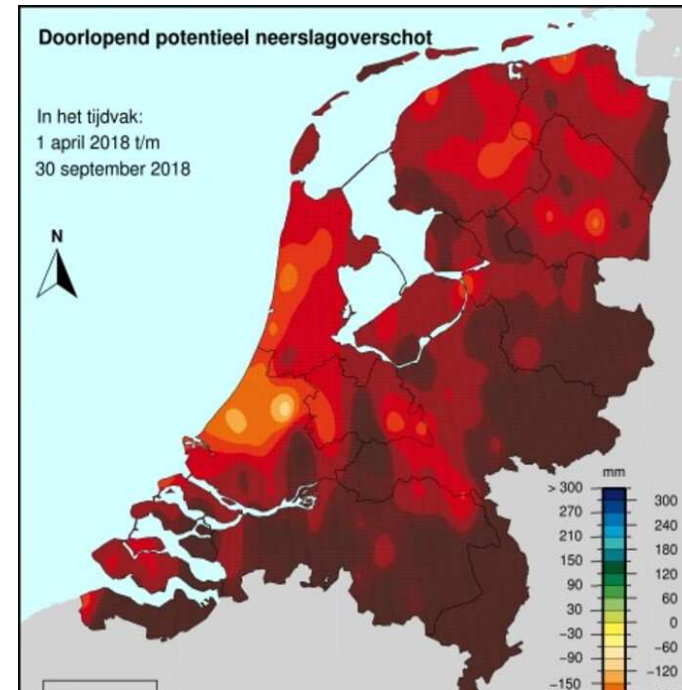 Doorlopend potentieel neerslagoverschot
In het tijdvak:
1 april 2018 t/m
30 september 2018
N
mm
> 300
300
270
240
210
180
150
120
90
60
30
0
−30
−60
−90
−120
−150